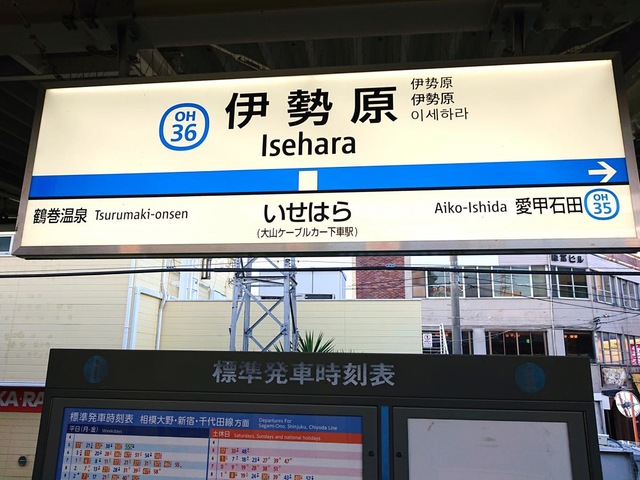 OH
36
伊勢原
伊势原
伊勢原
이세하라
Isehara
鶴巻温泉 Tsurumaki-onsen
いせはら
(大山ケーブルカー下車駅)
Aiko-Ishida 愛甲石田
OH
35
標準発車時刻表
標準発車時刻表 相模大野・新宿・千代田線方面
Departures For
Sagami-Ono, Shinjuku, Chiyoda Line
平日(月-金) Weekdays
土休日 Saturdays, Sundays and national holidays
KA-RA